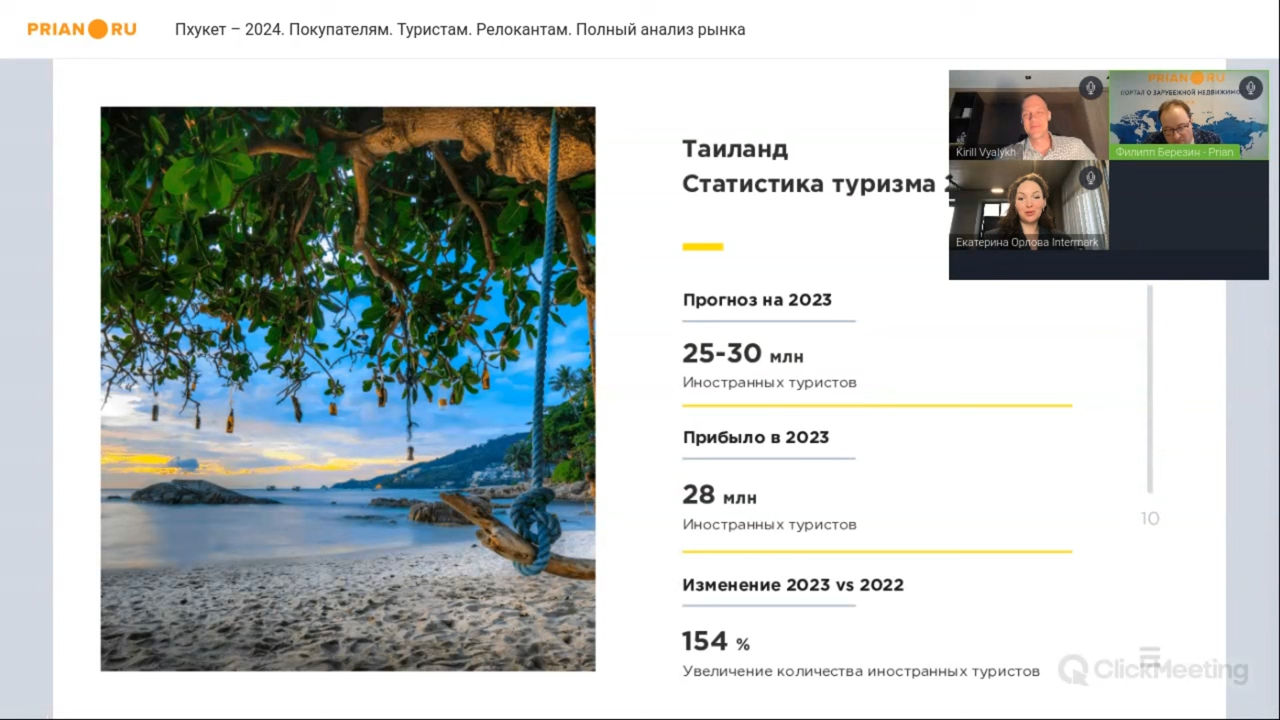 PRIAN RU
Пхукет – 2024. Покупателям. Туристам. Релокантам. Полный анализ рынка
PRIAN RU
Kirill Vyalykh
Филипп Березин - Prian
Екатерина Орлова Intermark
Таиланд
Статистика туризма
Прогноз на 2023
25-30 млн
Иностранных туристов
Прибыло в 2023
28 млн
Иностранных туристов
10
Изменение 2023 vs 2022
154 %
Увеличение количества иностранных туристов
ClickMeeting